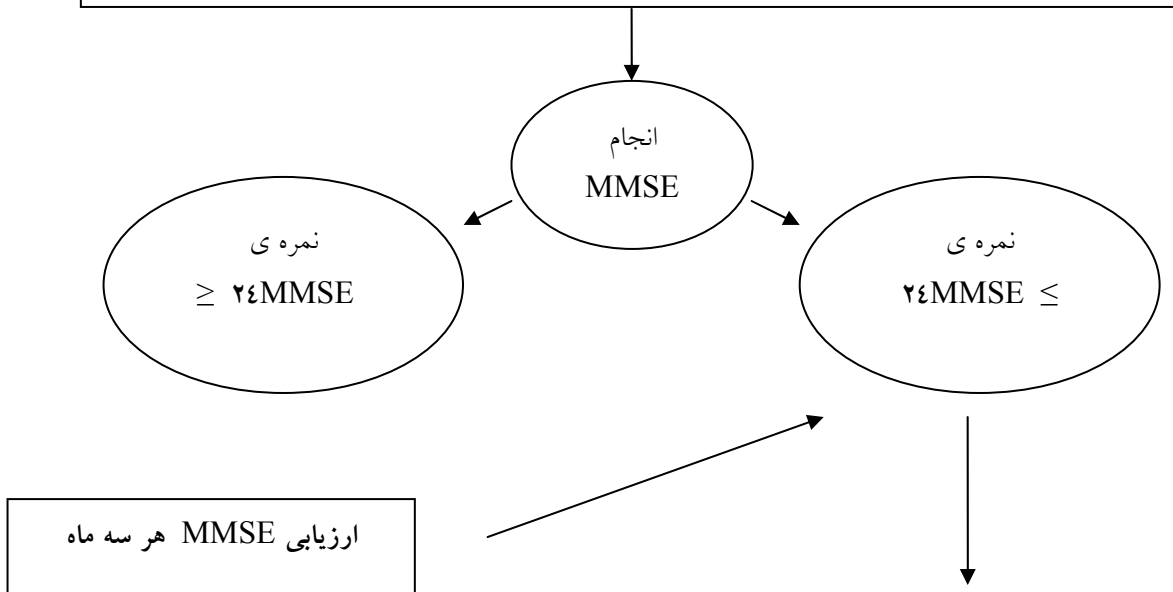 انجام
MMSE
نمره ی
≥ ۲٤MMSE
نمره ی
۲٤MMSE ≤
ارزیابی MMSE هر سه ماه